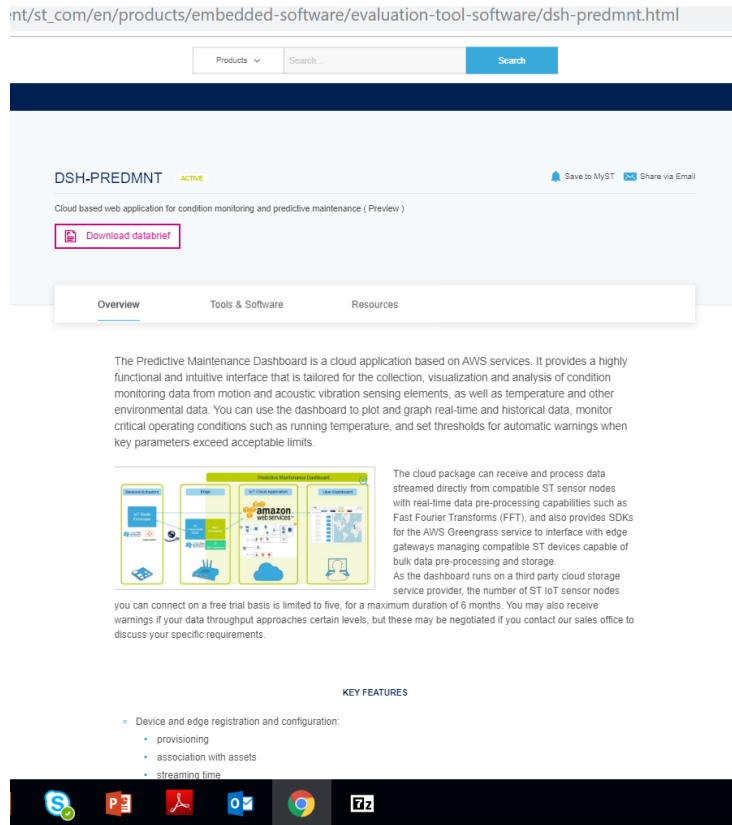 nt/st_com/en/products/embedded-software/evaluation-tool-software/dsh-predmnt.html
Products Search... Search
DSH-PREDMNT ACTIVE Save to MyST Share via Email
Cloud based web application for condition monitoring and predictive maintenance ( Preview )
Download databrief
Overview Tools & Software Resources
The Predictive Maintenance Dashboard is a cloud application based on AWS services. It provides a highly
functional and intuitive interface that is tailored for the collection, visualization and analysis of condition
monitoring data from motion and acoustic vibration sensing elements, as well as temperature and other
environmental data. You can use the dashboard to plot and graph real-time and historical data, monitor
critical operating conditions such as running temperature, and set thresholds for automatic warnings when
key parameters exceed acceptable limits.
Predictive Maintenance Dashboard
Edge IoT Cloud Application User Dashboard
amazon
web services
The cloud package can receive and process data
streamed directly from compatible ST sensor nodes
with real-time data pre-processing capabilities such as
Fast Fourier Transforms (FFT), and also provides SDKs
for the AWS Greengrass service to interface with edge
gateways managing compatible ST devices capable of
bulk data pre-processing and storage.
As the dashboard runs on a third party cloud storage
service provider, the number of ST IoT sensor nodes
you can connect on a free trial basis is limited to five, for a maximum duration of 6 months. You may also receive
warnings if your data throughput approaches certain levels, but these may be negotiated if you contact our sales office to
discuss your specific requirements.
KEY FEATURES
Device and edge registration and configuration:
provisioning
association with assets
streaming time